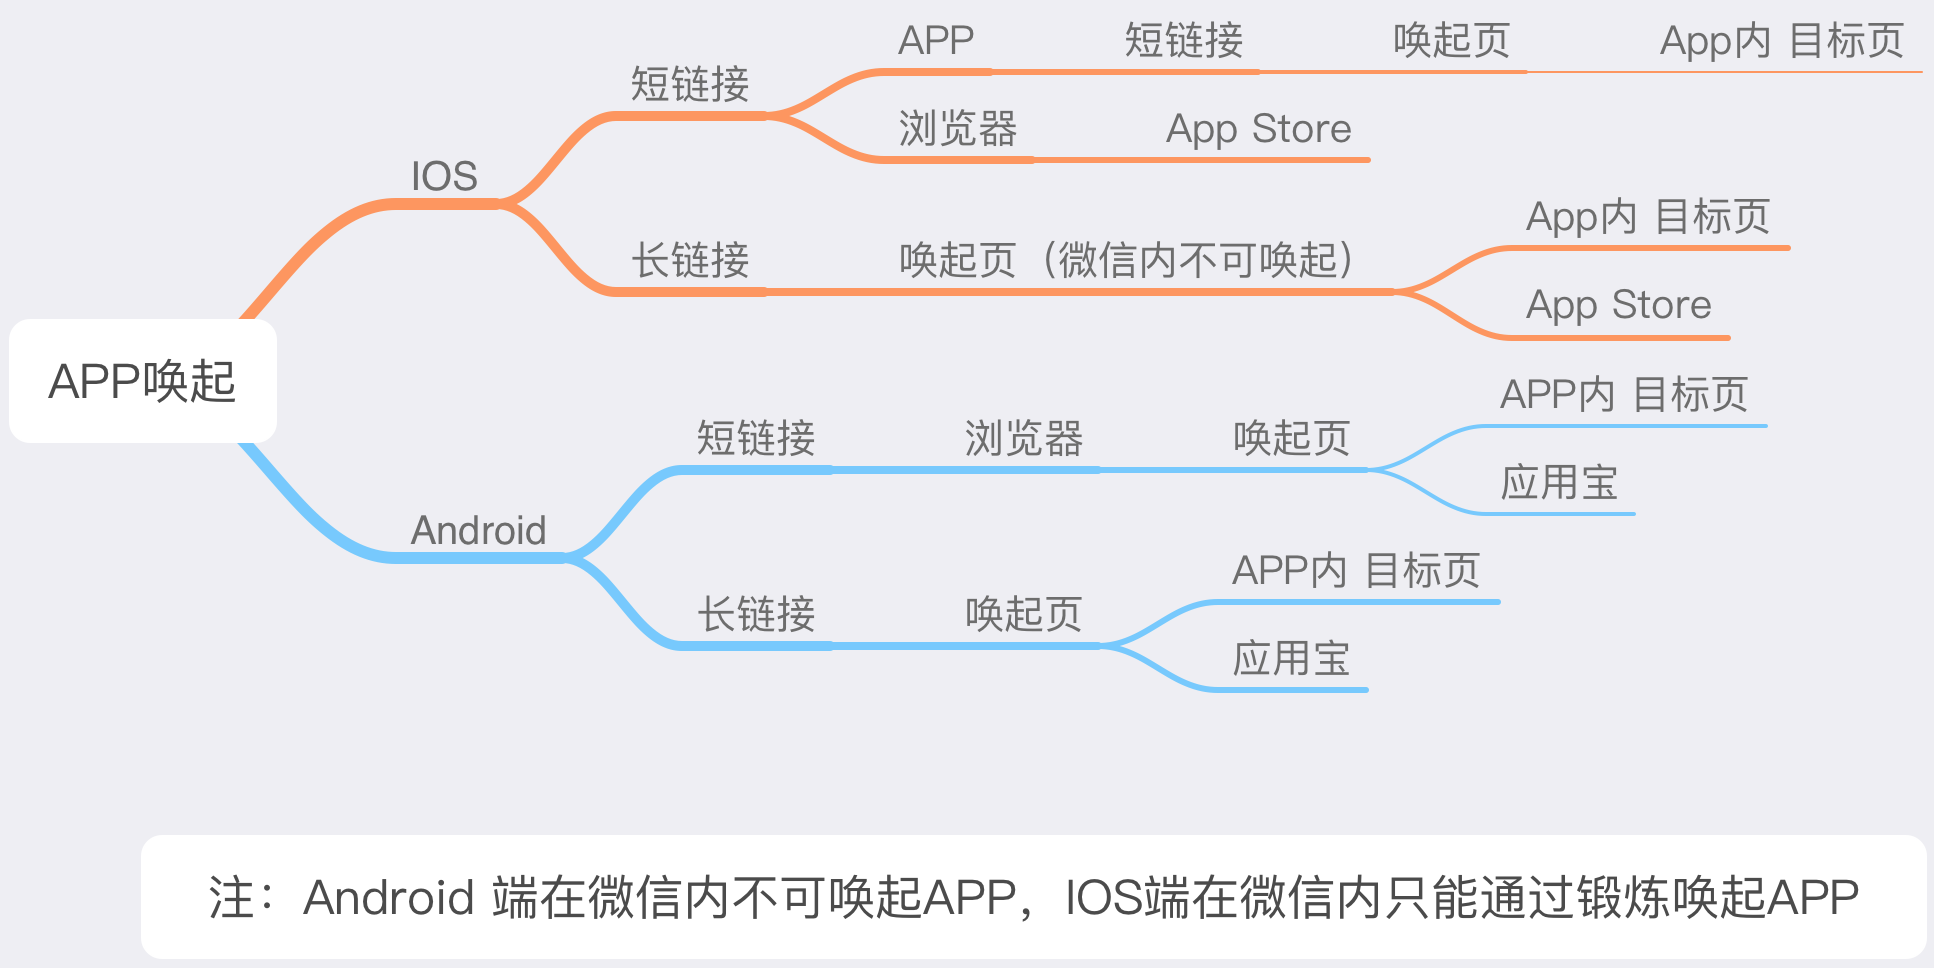 APP唤起
IOS
短链接
APP
短链接
唤起页
App内 目标页
浏览器
App Store
长链接
唤起页（微信内不可唤起）
App内 目标页
App Store
Android
短链接
浏览器
唤起页
APP内 目标页
应用宝
长链接
唤起页
APP内 目标页
应用宝
注：Android 端在微信内不可唤起APP，IOS端在微信内只能通过锻炼唤起APP